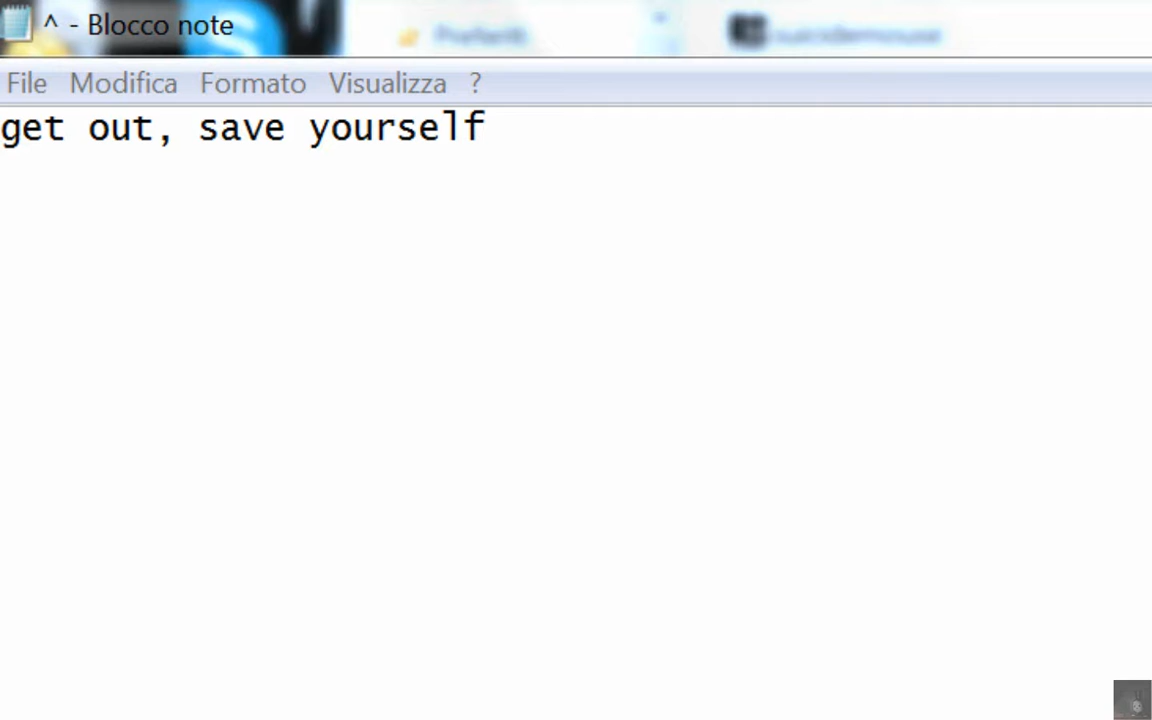 ^ - Blocco note
File Modifica Formato Visualizza ?
get out, save yourself